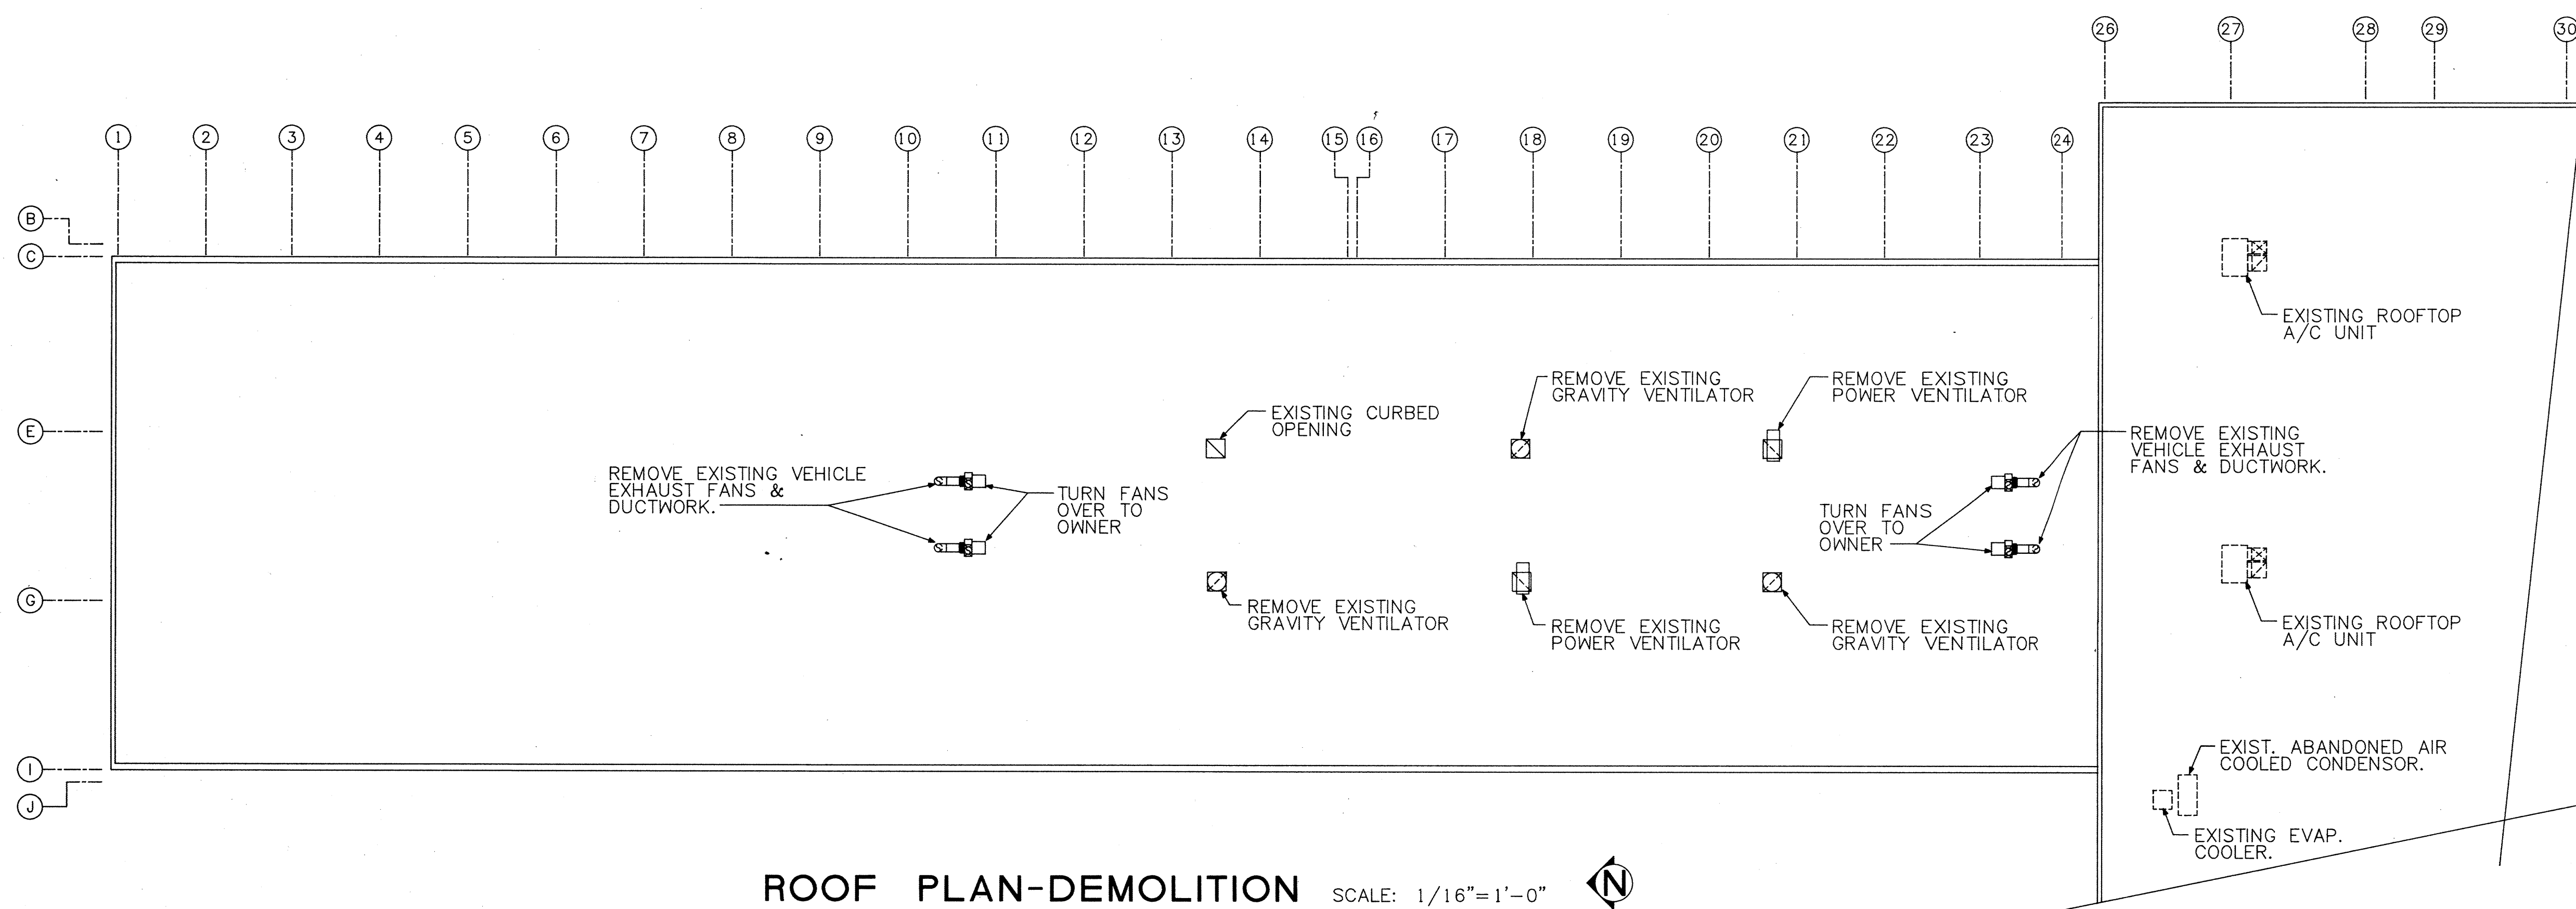 26 27 28 29 30
1 2 3 4 5 6 7 8 9 10 11 12 13 14 15 16 17 18 19 20 21 22 23 24
B
C
E
G
I
J
EXISTING ROOFTOP
A/C UNIT
REMOVE EXISTING
GRAVITY VENTILATOR
REMOVE EXISTING
POWER VENTILATOR
EXISTING CURBED
OPENING
REMOVE EXISTING
VEHICLE EXHAUST
FANS & DUCTWORK.
REMOVE EXISTING VEHICLE
EXHAUST FANS &
DUCTWORK.
TURN FANS
OVER TO
OWNER
TURN FANS
OVER TO
OWNER
REMOVE EXISTING
GRAVITY VENTILATOR
REMOVE EXISTING
POWER VENTILATOR
REMOVE EXISTING
GRAVITY VENTILATOR
EXISTING ROOFTOP
A/C UNIT
EXIST. ABANDONED AIR
COOLED CONDENSOR.
EXISTING EVAP.
COOLER.
ROOF PLAN-DEMOLITION SCALE: 1/16"=1'-0" N